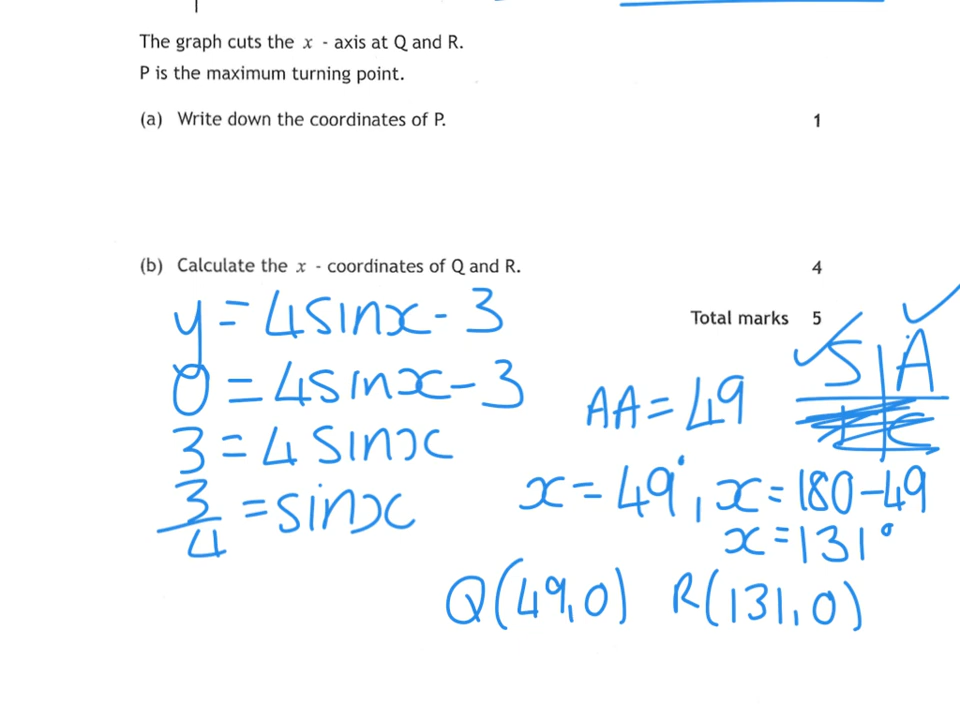 The graph cuts the x - axis at Q and R.
P is the maximum turning point.
(a) Write down the coordinates of P. 1
(b) Calculate the x - coordinates of Q and R. 4
Total marks 5
y = 4sinx - 3
0 = 4sinx - 3
3 = 4 sinx
3/4 = sinx
S A
AA = 49
x = 49°, x = 180-49
x = 131°
Q(49,0) R(131,0)